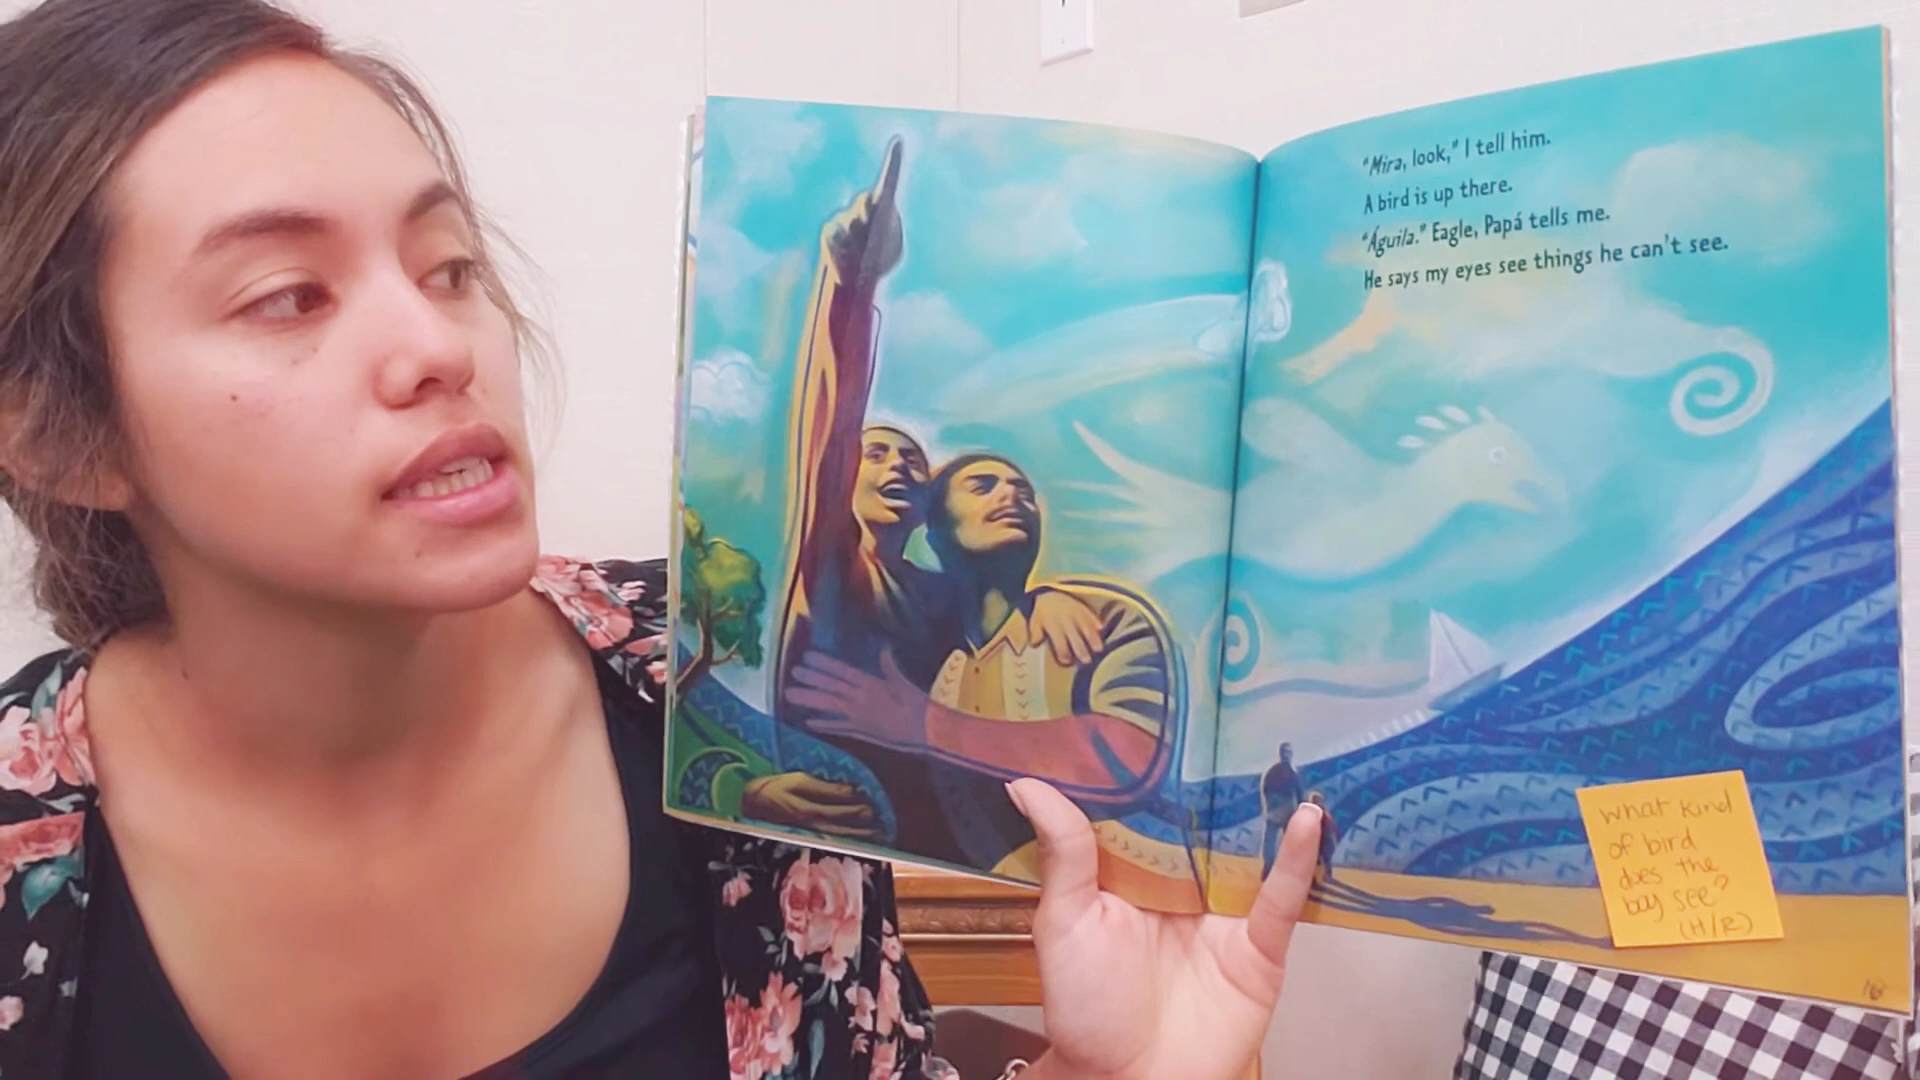 "Mira, look," I tell him.
A bird is up there.
"Águila." Eagle, Papá tells me.
He says my eyes see things he can't see.
what kind
of bird
does the
boy see?
(H/R)